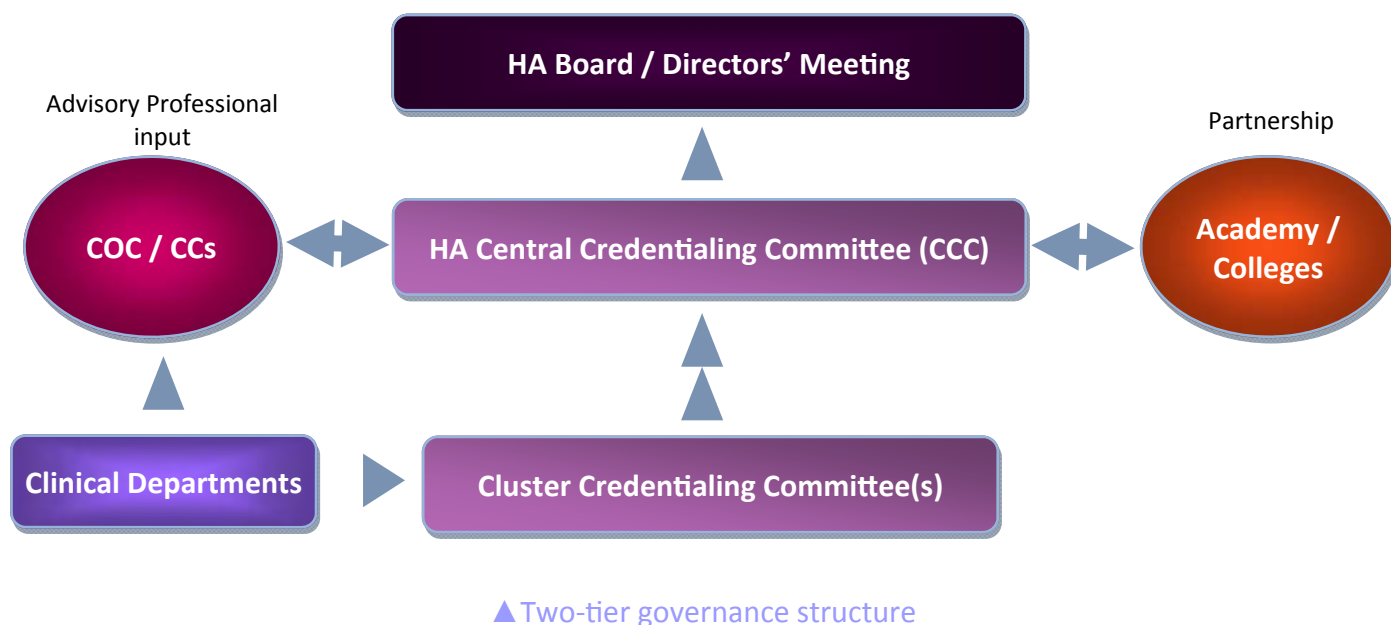 HA Board / Directors’ Meeting
Advisory Professional
input
Partnership
COC / CCs
HA Central Credentialing Committee (CCC)
Academy /
Colleges
Clinical Departments
Cluster Credentialing Committee(s)
▲Two-tier governance structure